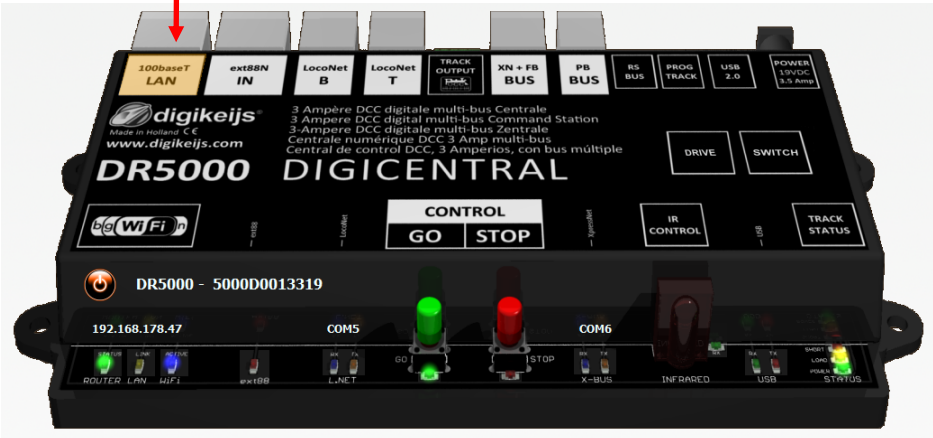 100baseT
LAN
ext88N
IN
LocoNet
B
LocoNet
T
TRACK
OUTPUT
XN + FB
BUS
PB
BUS
RS
BUS
PROG
TRACK
USB
2.0
POWER
19VDC
3.5 Amp
digikeijs®
Made in Holland CE
www.digikeijs.com
3 Ampère DCC digitale multi-bus Centrale
3 Ampere DCC digital multi-bus Command Station
3-Ampere DCC digitale multi-bus Zentrale
Centrale numérique DCC 3 Amp multi-bus
Central de control DCC, 3 Amperios, con bus múltiple
DR5000 DIGICENTRAL
DRIVE
SWITCH
bg WiFi n
ext88
LocoNet
CONTROL
GO STOP
XpressNet
IR
CONTROL
USB
TRACK
STATUS
DR5000 - 5000D0013319
192.168.178.47
COM5
COM6
STATUS LINK ACTIVE
ROUTER LAN WiFi
ext88
RX TX
L.NET
GO
STOP
RX TX
X-BUS
INFRARED
RX
RX TX
USB
SHORT
LOAD
POWER
STATUS